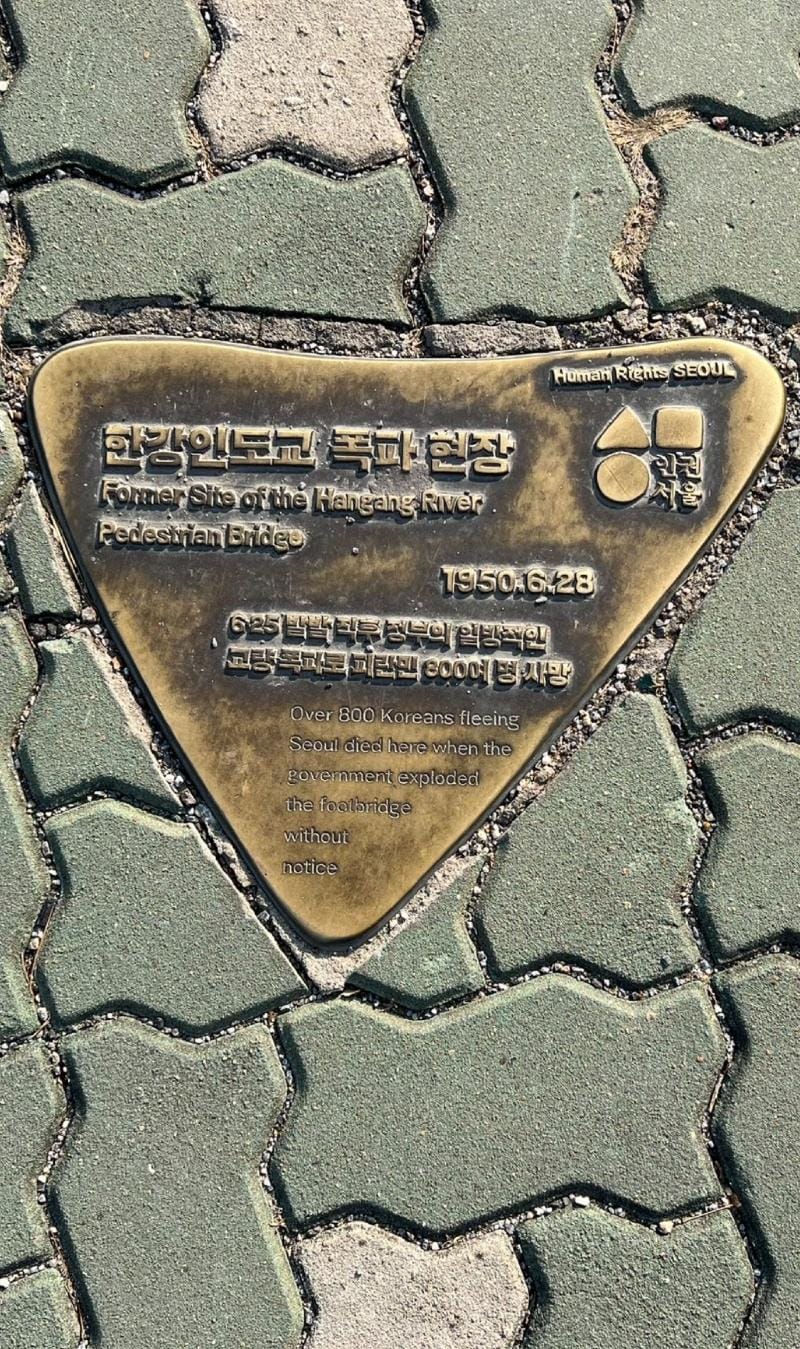 Human Rights SEOUL
인권
서울
한강인도교 폭파 현장
Former Site of the Hangang River
Pedestrian Bridge
1950.6.28
625 발발 직후 정부의 일방적인
교량 폭파로 피란민 800여 명 사망
Over 800 Koreans fleeing
Seoul died here when the
government exploded
the footbridge
without
notice